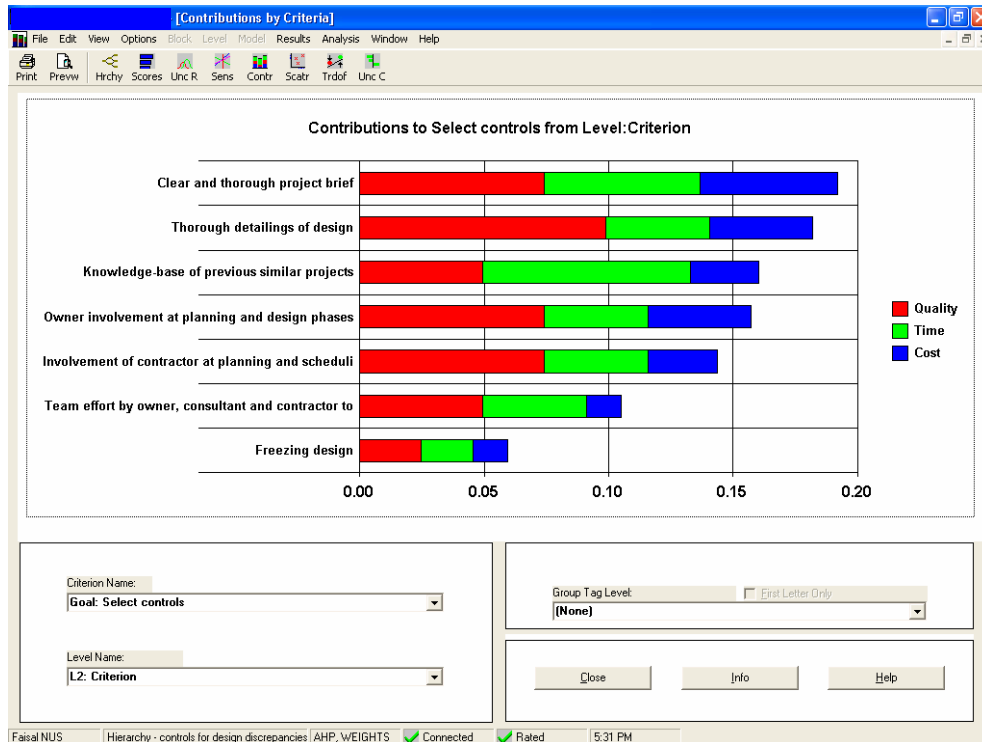 [Contributions by Criteria]
File Edit View Options Block Level Model Results Analysis Window Help
Print Prevw Hrchy Scores Unc R Sens Contr Scatr Trdof Unc C
Contributions to Select controls from Level:Criterion
Clear and thorough project brief
Thorough detailings of design
Knowledge-base of previous similar projects
Owner involvement at planning and design phases
Involvement of contractor at planning and scheduli
Team effort by owner, consultant and contractor to
Freezing design
0.00 0.05 0.10 0.15 0.20
Quality
Time
Cost
Criterion Name:
Goal: Select controls
Level Name:
L2: Criterion
Group Tag Level: First Letter Only
(None)
Close Info Help
Faisal NUS Hierarchy - controls for design discrepancies AHP, WEIGHTS Connected Rated 5:31 PM